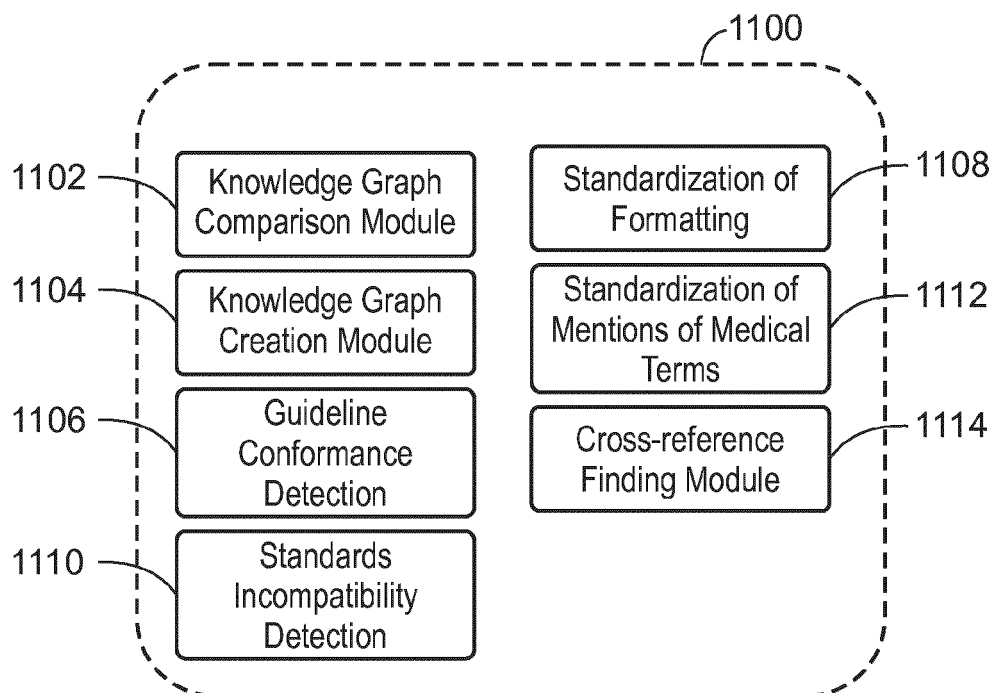 1100
1102
Knowledge Graph
Comparison Module
1104
Knowledge Graph
Creation Module
1106
Guideline
Conformance
Detection
1110
Standards
Incompatibility
Detection
Standardization of
Formatting
1108
Standardization of
Mentions of Medical
Terms
1112
Cross-reference
Finding Module
1114